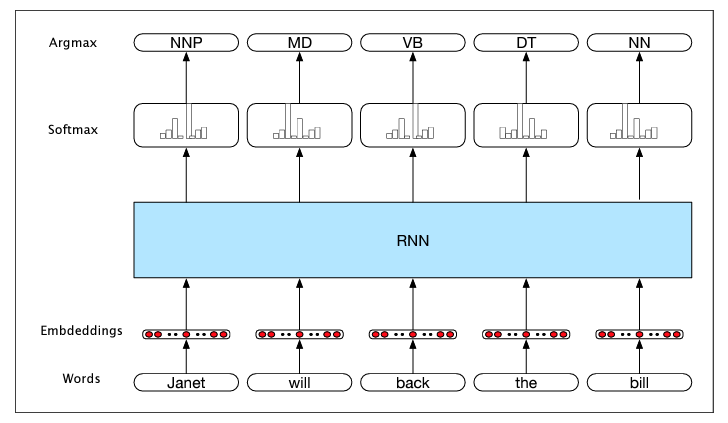 Argmax NNP MD VB DT NN
Softmax
RNN
Embdeddings
Words Janet will back the bill